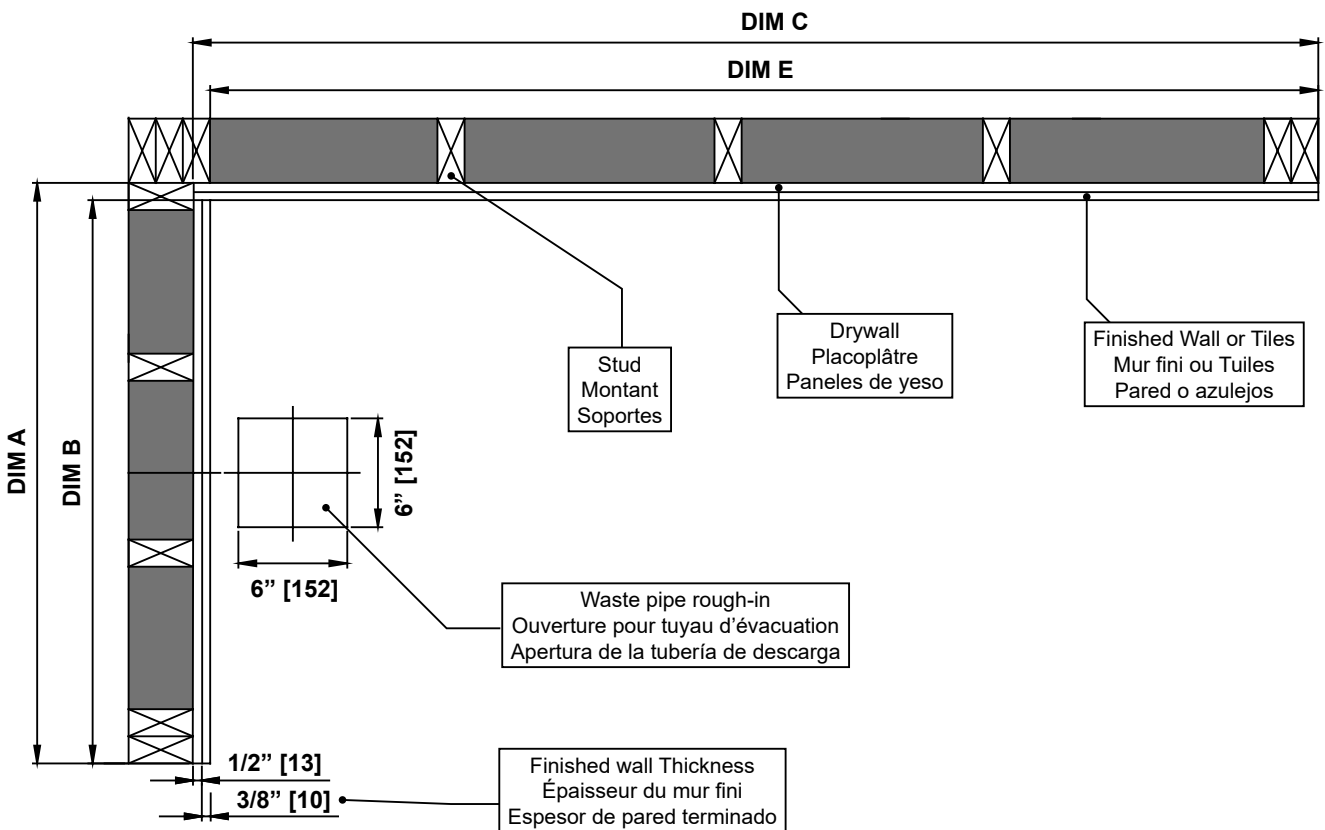 DIM C
DIM E
Drywall
Placoplâtre
Paneles de yeso
Finished Wall or Tiles
Mur fini ou Tuiles
Pared o azulejos
Stud
Montant
Soportes
DIM A
DIM B
6” [152]
6” [152]
Waste pipe rough-in
Ouverture pour tuyau d’évacuation
Apertura de la tubería de descarga
1/2” [13]
3/8” [10]
Finished wall Thickness
Épaisseur du mur fini
Espesor de pared terminado